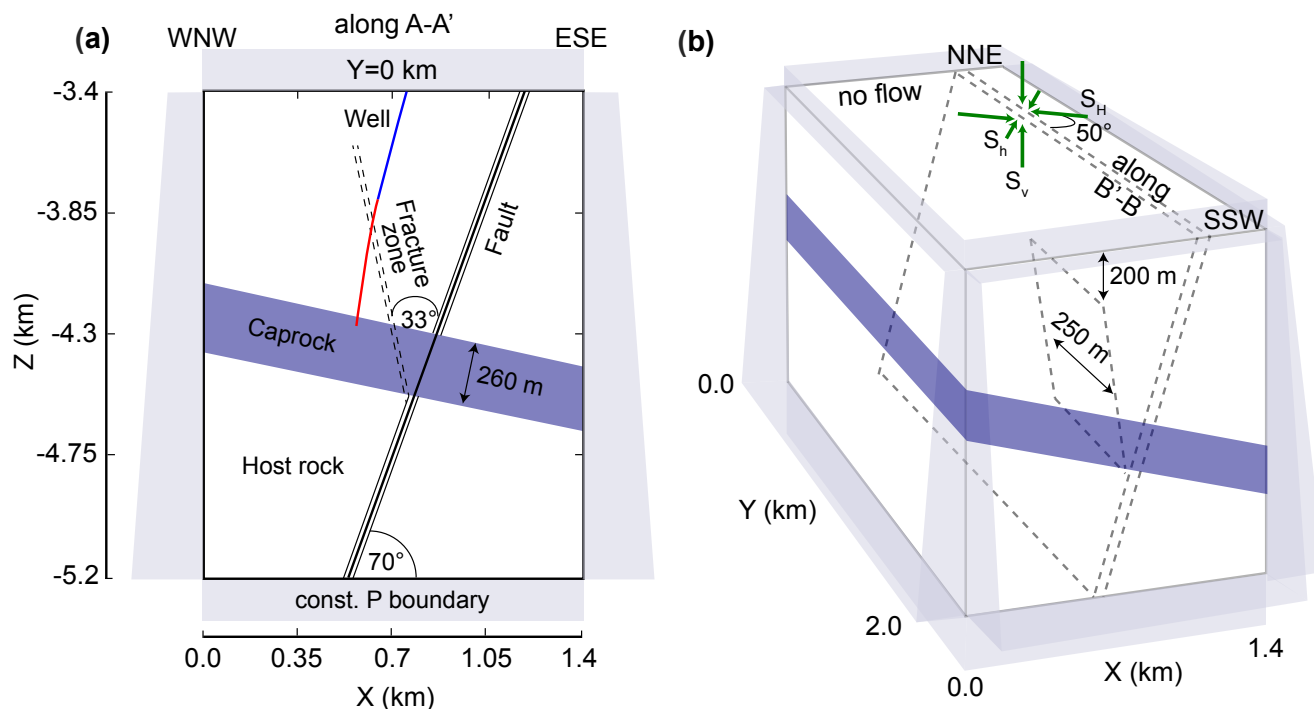 (a)
along A-A'
WNW
ESE
Y=0 km
Z (km)
-3.4
-3.85
-4.3
-4.75
-5.2
Well
Fracture
zone
Fault
33°
Caprock
260 m
Host rock
70°
const. P boundary
0.0
0.35
0.7
1.05
1.4
X (km)
(b)
NNE
no flow
S_H
50°
S_h
S_v
along
B'-B
SSW
200 m
250 m
0.0
Y (km)
2.0
0.0
X (km)
1.4